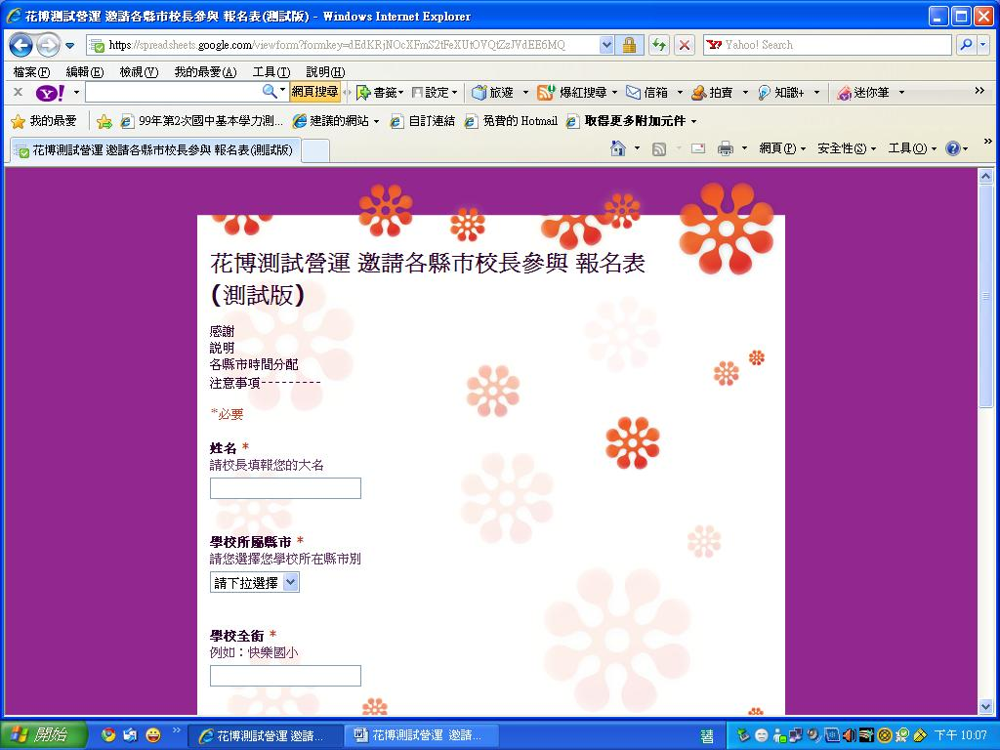 花博測試營運 邀請各縣市校長參與 報名表(測試版) - Windows Internet Explorer
https://spreadsheets.google.com/viewform?formkey=dEdKRjNOcXFmS2tFeXUtOVQtZzJVdEE6MQ
Yahoo! Search
檔案(F) 編輯(E) 檢視(V) 我的最愛(A) 工具(T) 說明(H)
Y! 網頁搜尋 書籤 設定 旅遊 爆紅搜尋 信箱 拍賣 知識+ 迷你筆
我的最愛 99年第2次國中基本學力測... 建議的網站 自訂連結 免費的 Hotmail 取得更多附加元件
花博測試營運 邀請各縣市校長參與 報名表(測試版)
網頁(P) 安全性(S) 工具(O)
花博測試營運 邀請各縣市校長參與 報名表
(測試版)
感謝
說明
各縣市時間分配
注意事項---------
*必要
姓名 *
請校長填報您的大名
學校所屬縣市 *
請您選擇您學校所在縣市別
請下拉選擇
學校全銜 *
例如：快樂國小
開始 花博測試營運 邀請... 花博測試營運 邀請... 下午 10:07